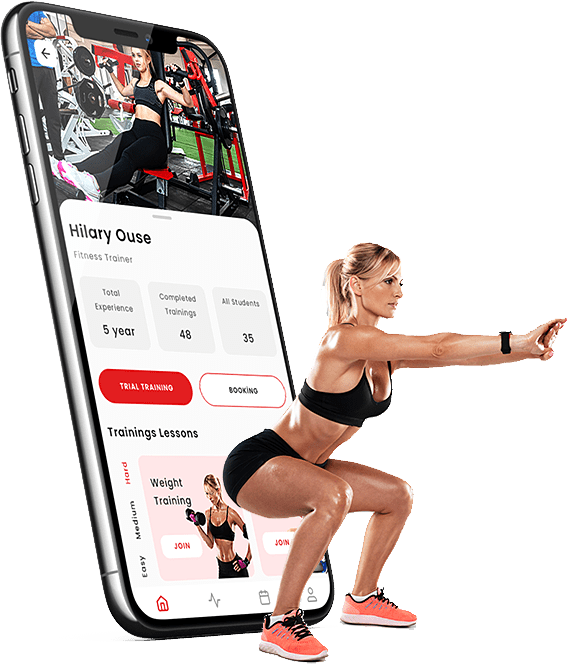 Hilary Ouse
Fitness Trainer
Total
Experience
5 year
Completed
Trainings
48
All Students
35
TRIAL TRAINING
BOOKING
Trainings Lessons
Hard
Medium
Easy
Weight
Training
JOIN
JOIN